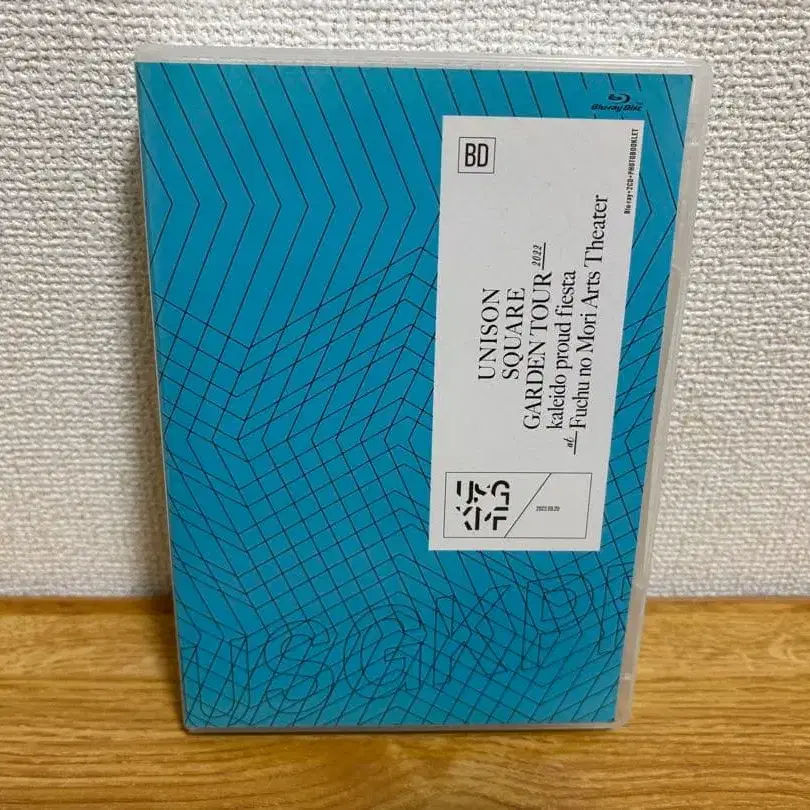 Blu-ray Disc
Blu-ray+2CD+PHOTOBOOKLET
BD
UNISON
SQUARE
GARDEN TOUR 2022
kaleido proud fiesta
at Fuchu no Mori Arts Theater
USGKPF